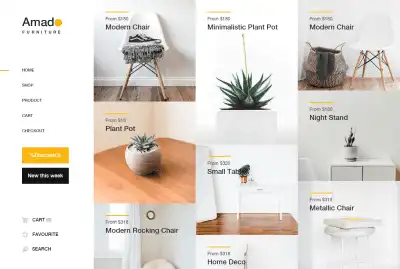 Amado
FURNITURE
HOME
SHOP
PRODUCT
CART
CHECKOUT
%Discount%
New this week
CART (0)
FAVOURITE
SEARCH
From $180
Modern Chair
From $10
Plant Pot
From $318
Modern Rocking Chair
From $180
Minimalistic Plant Pot
From $320
Small Table
From $318
Home Deco
From $180
Modern Chair
From $180
Night Stand
From $318
Metallic Chair